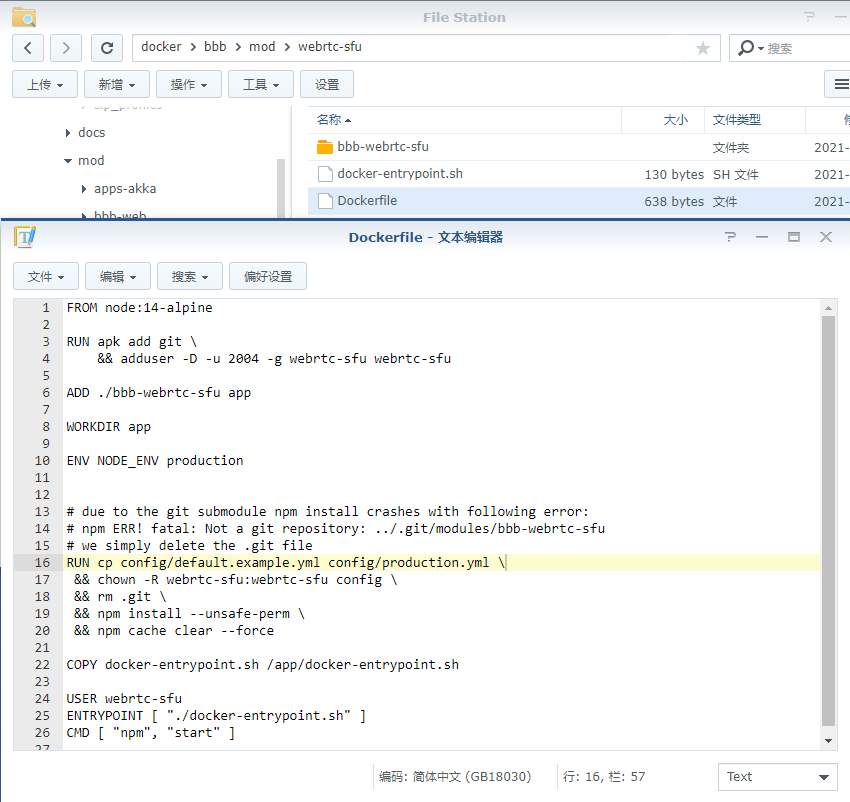 File Station
docker > bbb > mod > webrtc-sfu
搜索
上传 新增 操作 工具 设置
名称 大小 文件类型
docs
mod
apps-akka
bbb-web
bbb-webrtc-sfu 文件夹 2021-
docker-entrypoint.sh 130 bytes SH 文件 2021-
Dockerfile 638 bytes 文件 2021-
Dockerfile - 文本编辑器
文件 编辑 搜索 偏好设置
1 FROM node:14-alpine
2
3 RUN apk add git \
4     && adduser -D -u 2004 -g webrtc-sfu webrtc-sfu
5
6 ADD ./bbb-webrtc-sfu app
7
8 WORKDIR app
9
10 ENV NODE_ENV production
11
12
13 # due to the git submodule npm install crashes with following error:
14 # npm ERR! fatal: Not a git repository: ../.git/modules/bbb-webrtc-sfu
15 # we simply delete the .git file
16 RUN cp config/default.example.yml config/production.yml \
17  && chown -R webrtc-sfu:webrtc-sfu config \
18  && rm .git \
19  && npm install --unsafe-perm \
20  && npm cache clear --force
21
22 COPY docker-entrypoint.sh /app/docker-entrypoint.sh
23
24 USER webrtc-sfu
25 ENTRYPOINT [ "./docker-entrypoint.sh" ]
26 CMD [ "npm", "start" ]
27
编码: 简体中文 (GB18030) 行: 16, 栏: 57 Text